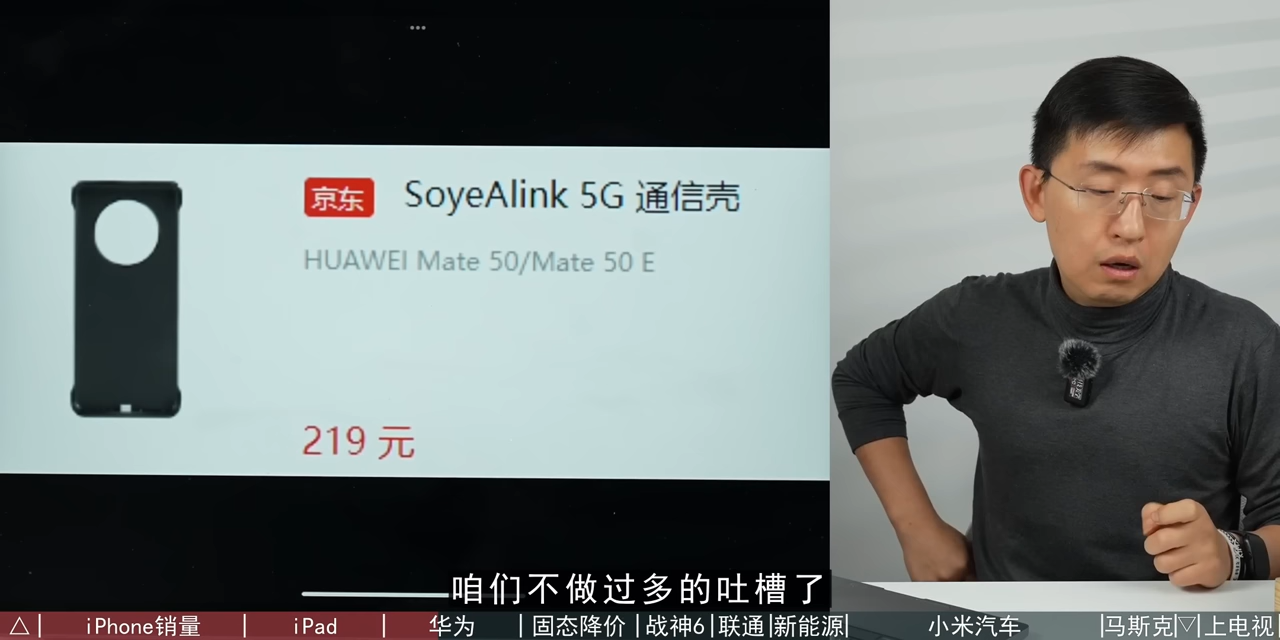 京东 SoyeAlink 5G 通信壳
HUAWEI Mate 50/Mate 50 E
219 元
咱们不做过多的吐槽了
△| iPhone销量 | iPad | 华为 |固态降价|战神6|联通|新能源| 小米汽车 |马斯克|▽|上电视